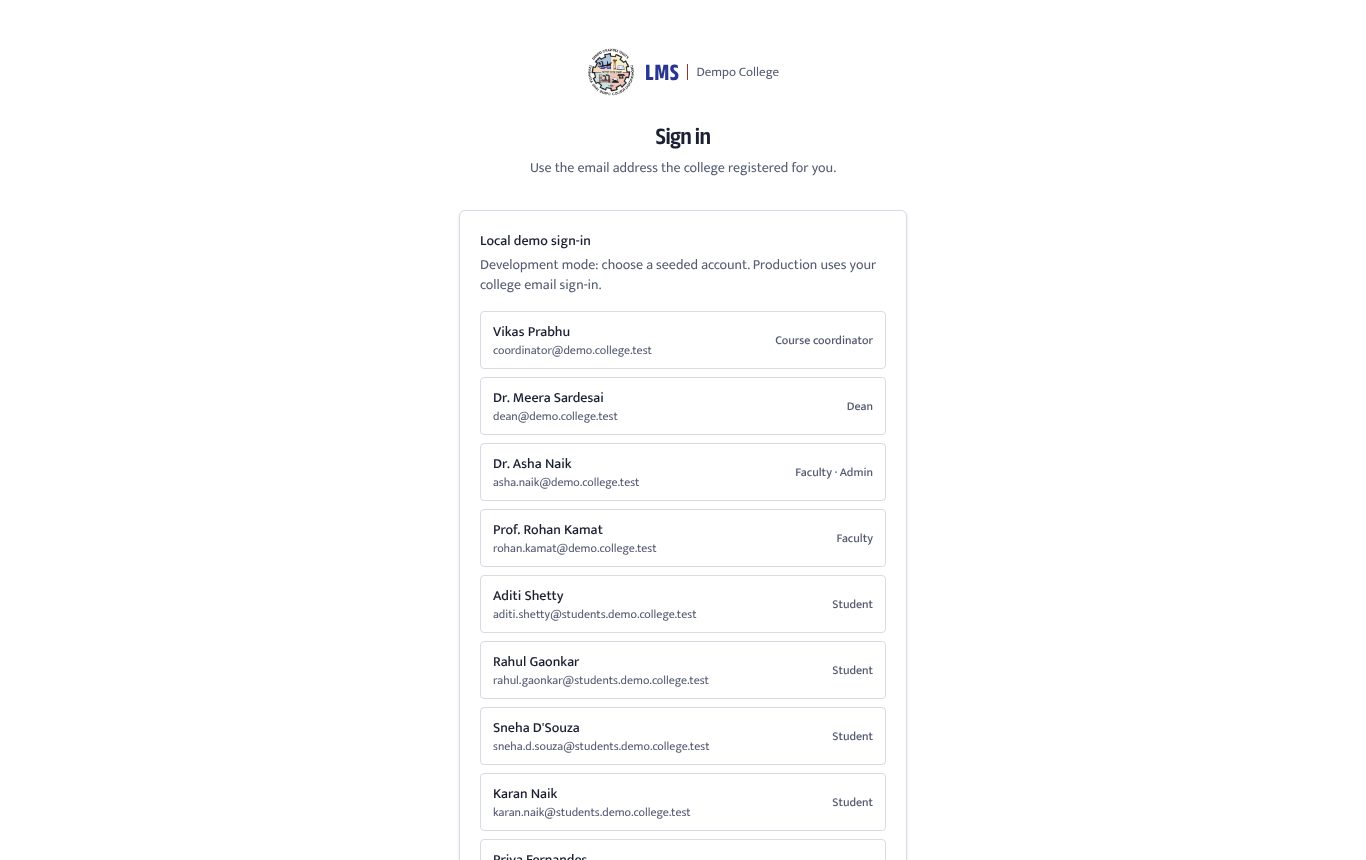 LMS | Dempo College
Sign in
Use the email address the college registered for you.
Local demo sign-in
Development mode: choose a seeded account. Production uses your
college email sign-in.
Vikas Prabhu
coordinator@demo.college.test
Course coordinator
Dr. Meera Sardesai
dean@demo.college.test
Dean
Dr. Asha Naik
asha.naik@demo.college.test
Faculty · Admin
Prof. Rohan Kamat
rohan.kamat@demo.college.test
Faculty
Aditi Shetty
aditi.shetty@students.demo.college.test
Student
Rahul Gaonkar
rahul.gaonkar@students.demo.college.test
Student
Sneha D'Souza
sneha.d.souza@students.demo.college.test
Student
Karan Naik
karan.naik@students.demo.college.test
Student
Priya Fernandes